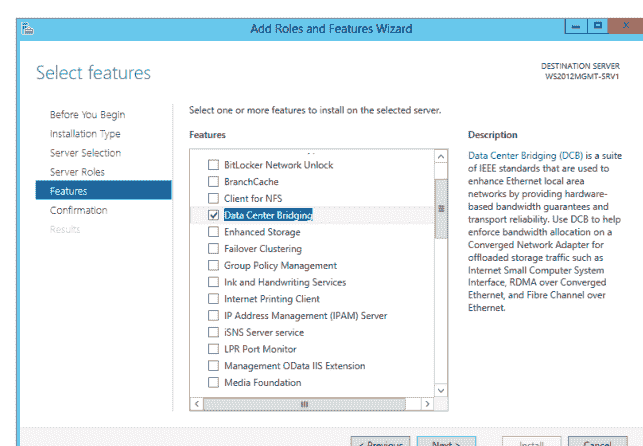 Add Roles and Features Wizard
Select features
DESTINATION SERVER
WS2012MGMT-SRV1
Before You Begin
Installation Type
Server Selection
Server Roles
Features
Confirmation
Results
Select one or more features to install on the selected server.
Features
BitLocker Network Unlock
BranchCache
Client for NFS
Data Center Bridging
Enhanced Storage
Failover Clustering
Group Policy Management
Ink and Handwriting Services
Internet Printing Client
IP Address Management (IPAM) Server
iSNS Server service
LPR Port Monitor
Management OData IIS Extension
Media Foundation
Description
Data Center Bridging (DCB) is a suite
of IEEE standards that are used to
enhance Ethernet local area
networks by providing hardware-
based bandwidth guarantees and
transport reliability. Use DCB to help
enforce bandwidth allocation on a
Converged Network Adapter for
offloaded storage traffic such as
Internet Small Computer System
Interface, RDMA over Converged
Ethernet, and Fibre Channel over
Ethernet.
< Previous
Next >
Install
Cancel